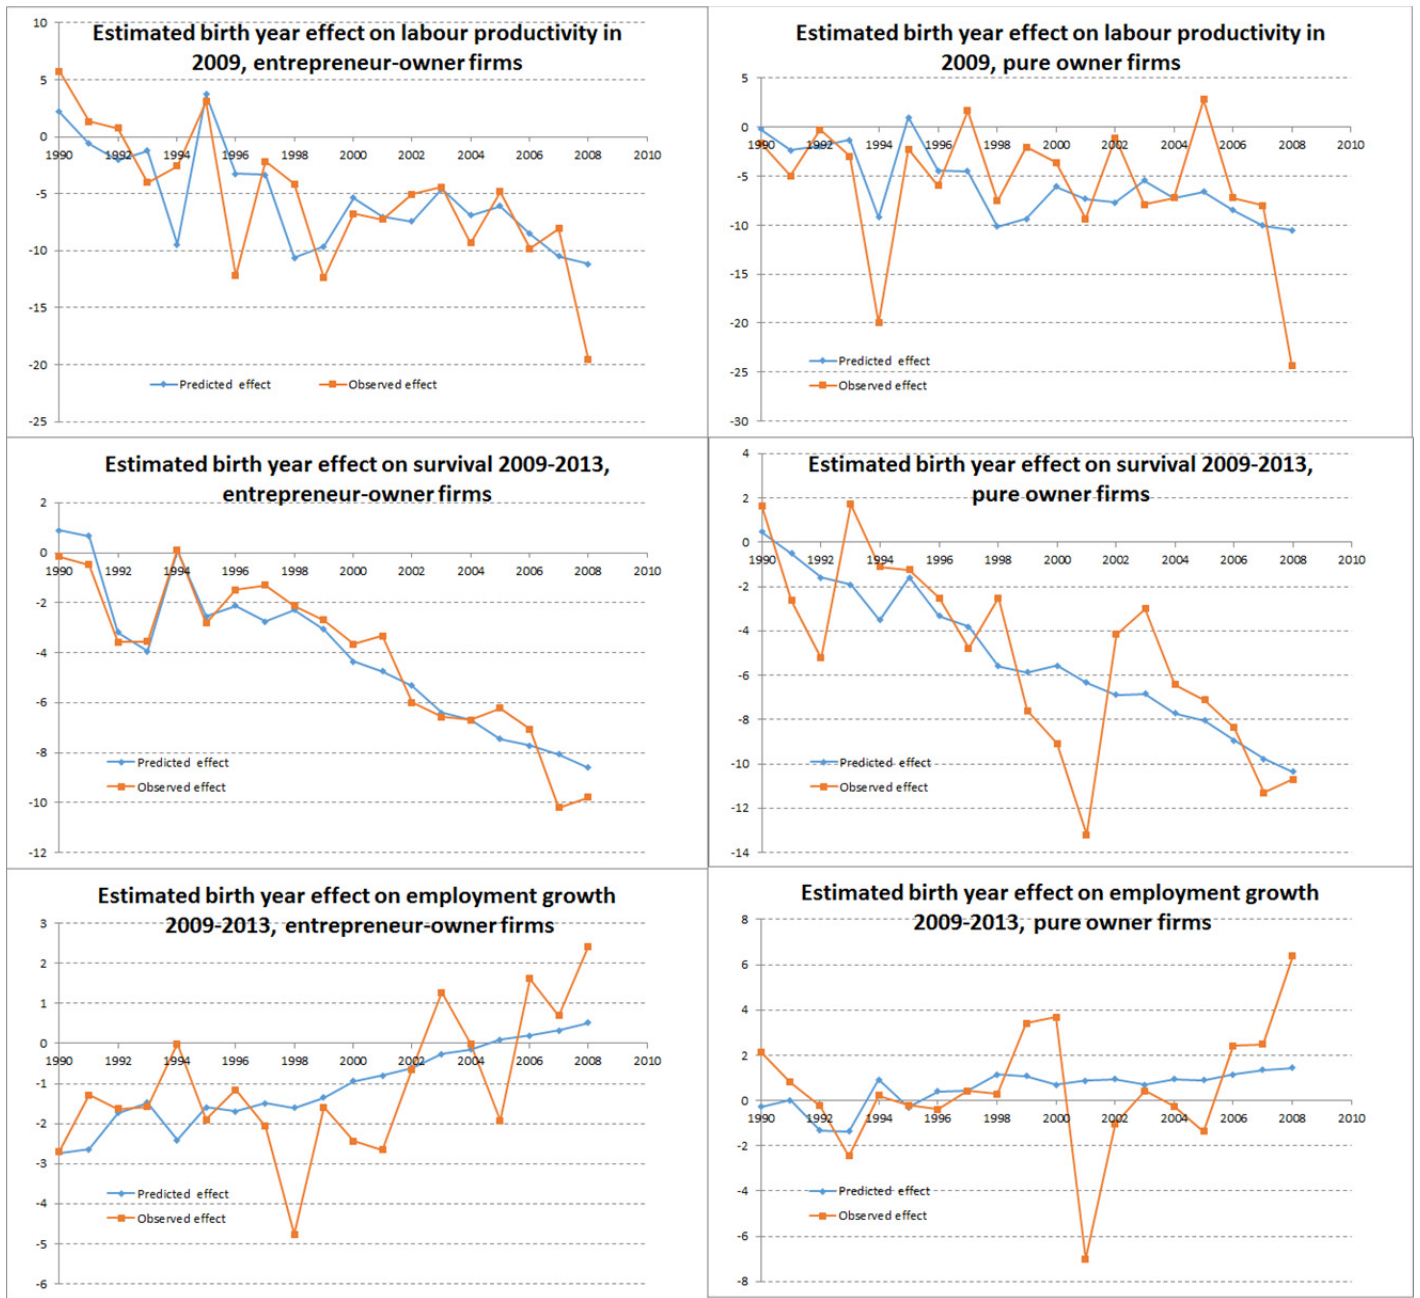 Estimated birth year effect on labour productivity in
2009, entrepreneur-owner firms
10
5
0
-5
-10
-15
-20
-25
1990 1992 1994 1996 1998 2000 2002 2004 2006 2008 2010
Predicted effect Observed effect
Estimated birth year effect on labour productivity in
2009, pure owner firms
5
0
-5
-10
-15
-20
-25
-30
1990 1992 1994 1996 1998 2000 2002 2004 2006 2008 2010
Predicted effect
Observed effect
Estimated birth year effect on survival 2009-2013,
entrepreneur-owner firms
2
0
-2
-4
-6
-8
-10
-12
1990 1992 1994 1996 1998 2000 2002 2004 2006 2008 2010
Predicted effect
Observed effect
Estimated birth year effect on survival 2009-2013,
pure owner firms
4
2
0
-2
-4
-6
-8
-10
-12
-14
1990 1992 1994 1996 1998 2000 2002 2004 2006 2008 2010
Predicted effect
Observed effect
Estimated birth year effect on employment growth
2009-2013, entrepreneur-owner firms
3
2
1
0
-1
-2
-3
-4
-5
-6
1990 1992 1994 1996 1998 2000 2002 2004 2006 2008 2010
Predicted effect
Observed effect
Estimated birth year effect on employment growth
2009-2013, pure owner firms
8
6
4
2
0
-2
-4
-6
-8
1990 1992 1994 1996 1998 2000 2002 2004 2006 2008 2010
Predicted effect
Observed effect